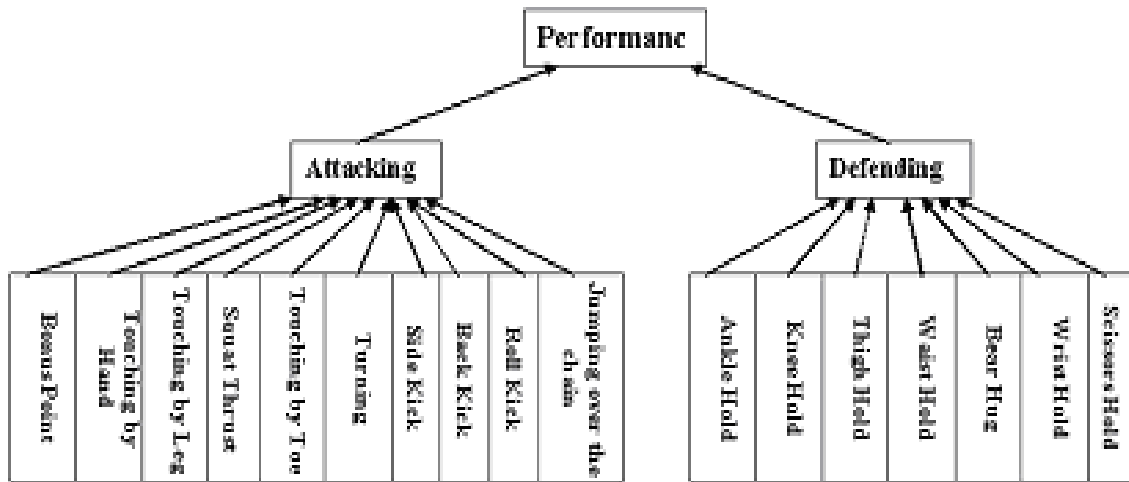 Performanc
Attacking
Defending
Bonus Point
Touching by
Hand
Touching by Leg
Squat Thrust
Touching by Toe
Turning
Side Kick
Back Kick
Roll Kick
Jumping over the
chain
Ankle Hold
Knee Hold
Thigh Hold
Waist Hold
Bear Hug
Wrist Hold
Scissors Hold